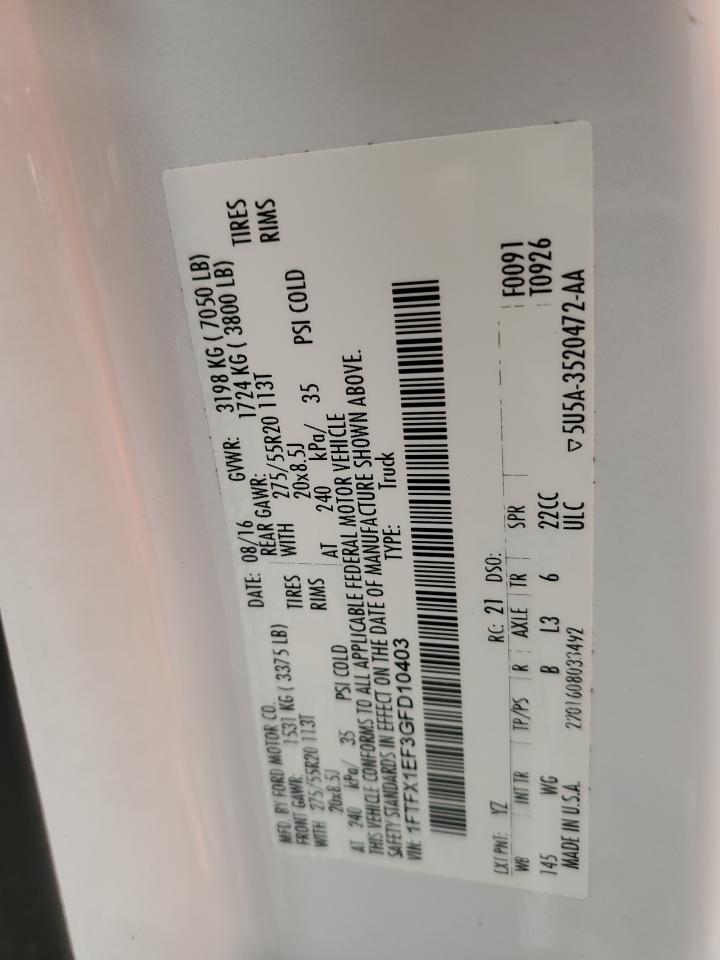 MFD. BY FORD MOTOR CO. DATE: 08/16 GVWR: 3198 KG ( 7050 LB)
FRONT GAWR: 1531 KG ( 3375 LB) REAR GAWR: 1724 KG ( 3800 LB)
WITH 275/55R20 113T TIRES WITH 275/55R20 113T TIRES
20x8.5J RIMS 20x8.5J RIMS
AT 240 kPa/ 35 PSI COLD AT 240 kPa/ 35 PSI COLD
THIS VEHICLE CONFORMS TO ALL APPLICABLE FEDERAL MOTOR VEHICLE
SAFETY STANDARDS IN EFFECT ON THE DATE OF MANUFACTURE SHOWN ABOVE.
VIN: 1FTFX1EF3GFD10403 TYPE: Truck
EXT PNT: YZ RC: 21 DSO:
WB INT TR TP/PS R AXLE TR SPR F0091
145 WG B L3 6 22CC T0926
MADE IN U.S.A. 2201608033492 ULC ▽5U5A-3520472-AA